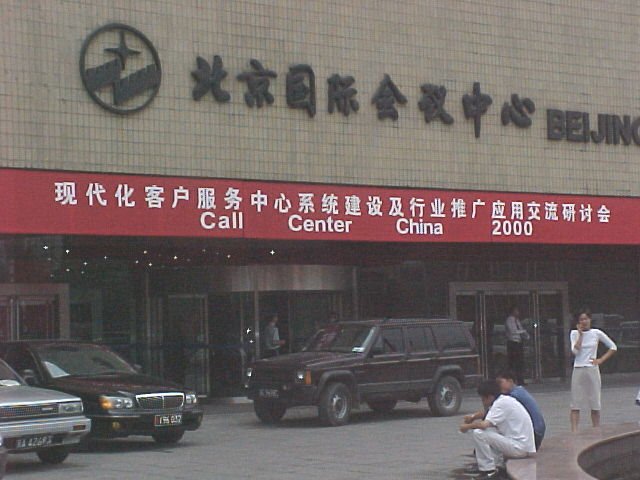 北京国际会议中心 BEIJING
现代化客户服务中心系统建设及行业推广应用交流研讨会
Call Center China 2000